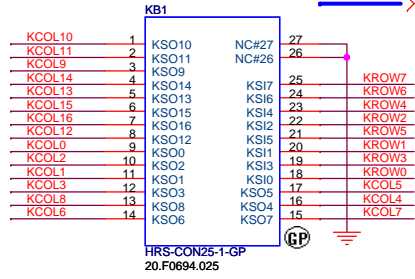 KB1
KCOL10 1 KSO10 NC#27 27
KCOL11 2 KSO11 NC#26 26
KCOL9 3 KSO9
KCOL14 4 KSO14 KSI7 25 KROW7
KCOL13 5 KSO13 KSI6 24 KROW6
KCOL15 6 KSO15 KSI4 23 KROW4
KCOL16 7 KSO16 KSI2 22 KROW2
KCOL12 8 KSO12 KSI5 21 KROW5
KCOL0 9 KSO0 KSI1 20 KROW1
KCOL2 10 KSO2 KSI3 19 KROW3
KCOL1 11 KSO1 KSI0 18 KROW0
KCOL3 12 KSO3 KSO5 17 KCOL5
KCOL8 13 KSO8 KSO4 16 KCOL4
KCOL6 14 KSO6 KSO7 15 KCOL7
GP
HRS-CON25-1-GP
20.F0694.025